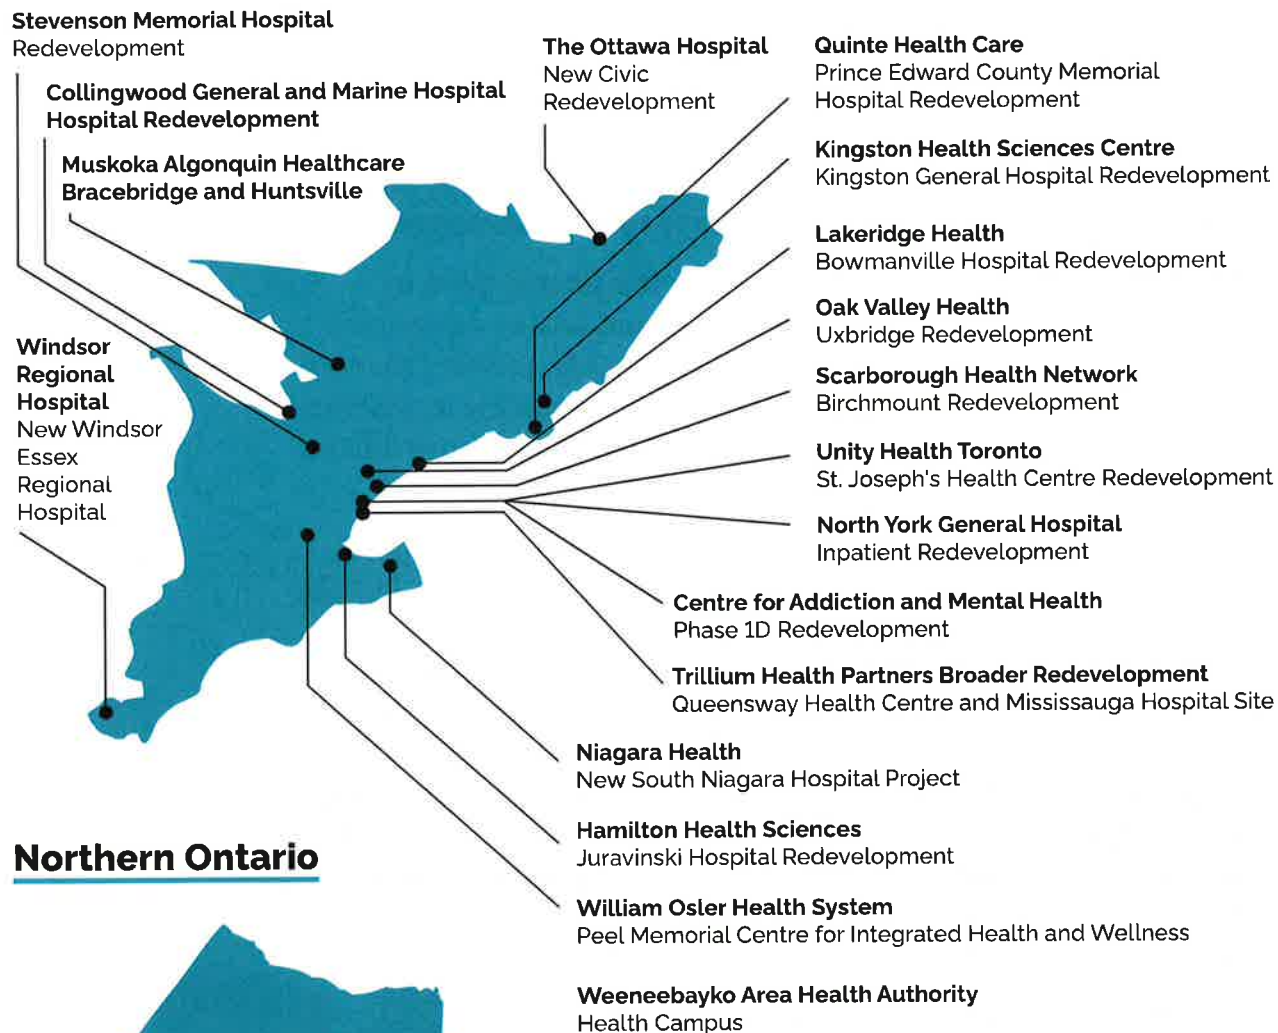 Stevenson Memorial Hospital
Redevelopment
Collingwood General and Marine Hospital
Hospital Redevelopment
Muskoka Algonquin Healthcare
Bracebridge and Huntsville
The Ottawa Hospital
New Civic
Redevelopment
Quinte Health Care
Prince Edward County Memorial
Hospital Redevelopment
Kingston Health Sciences Centre
Kingston General Hospital Redevelopment
Lakeridge Health
Bowmanville Hospital Redevelopment
Oak Valley Health
Uxbridge Redevelopment
Scarborough Health Network
Birchmount Redevelopment
Unity Health Toronto
St. Joseph's Health Centre Redevelopment
North York General Hospital
Inpatient Redevelopment
Windsor
Regional
Hospital
New Windsor
Essex
Regional
Hospital
Centre for Addiction and Mental Health
Phase 1D Redevelopment
Trillium Health Partners Broader Redevelopment
Queensway Health Centre and Mississauga Hospital Site
Niagara Health
New South Niagara Hospital Project
Hamilton Health Sciences
Juravinski Hospital Redevelopment
William Osler Health System
Peel Memorial Centre for Integrated Health and Wellness
Northern Ontario
Weeneebayko Area Health Authority
Health Campus